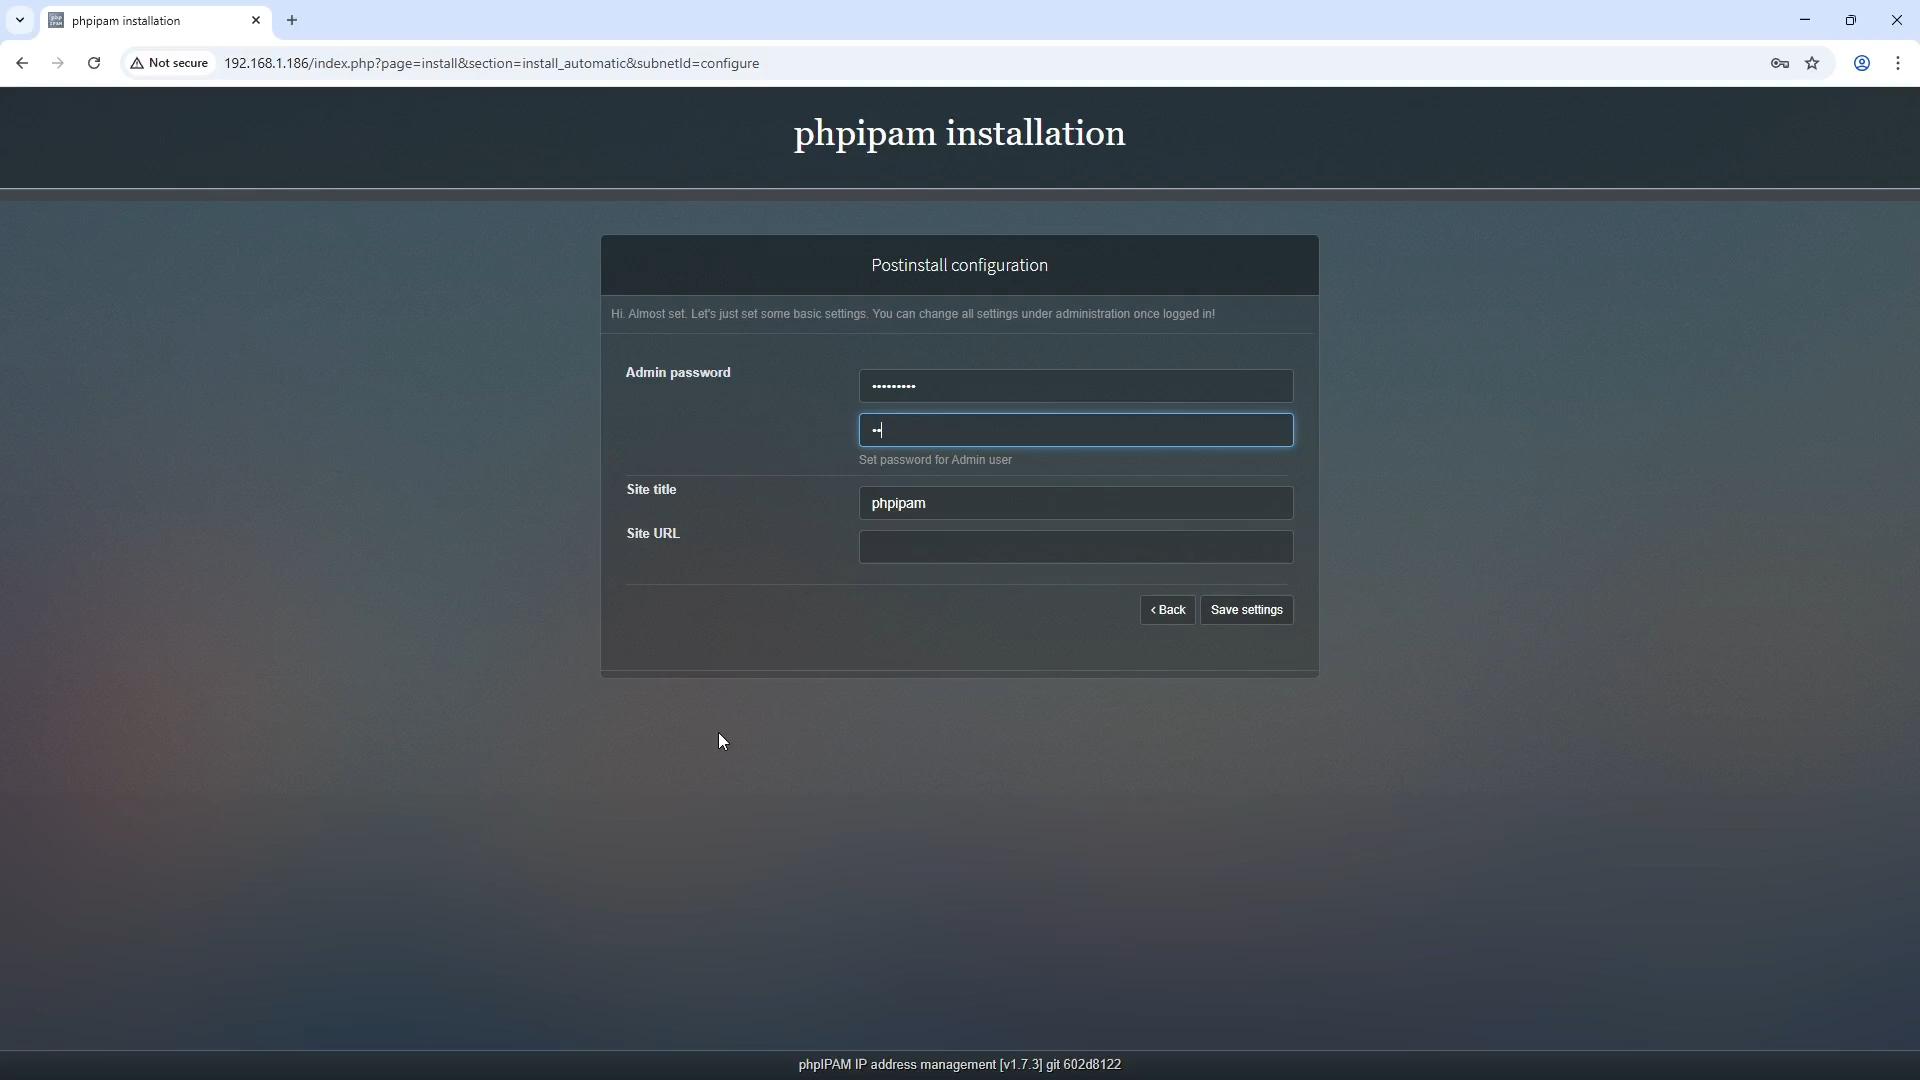 phpipam installation
Not secure
192.168.1.186/index.php?page=install&section=install_automatic&subnetId=configure
phpipam installation
Postinstall configuration
Hi. Almost set. Let's just set some basic settings. You can change all settings under administration once logged in!
Admin password
•••••••••
••
Set password for Admin user
Site title
phpipam
Site URL
Back
Save settings
phpIPAM IP address management [v1.7.3] git 602d8122